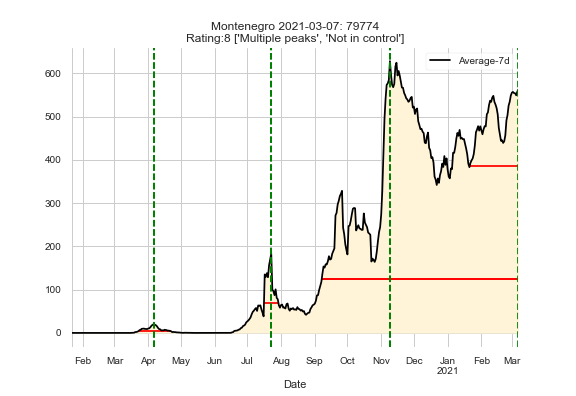 Montenegro 2021-03-07: 79774
Rating:8 ['Multiple peaks', 'Not in control']
Average-7d
600
500
400
300
200
100
0
Feb Mar Apr May Jun Jul Aug Sep Oct Nov Dec Jan Feb Mar
2021
Date